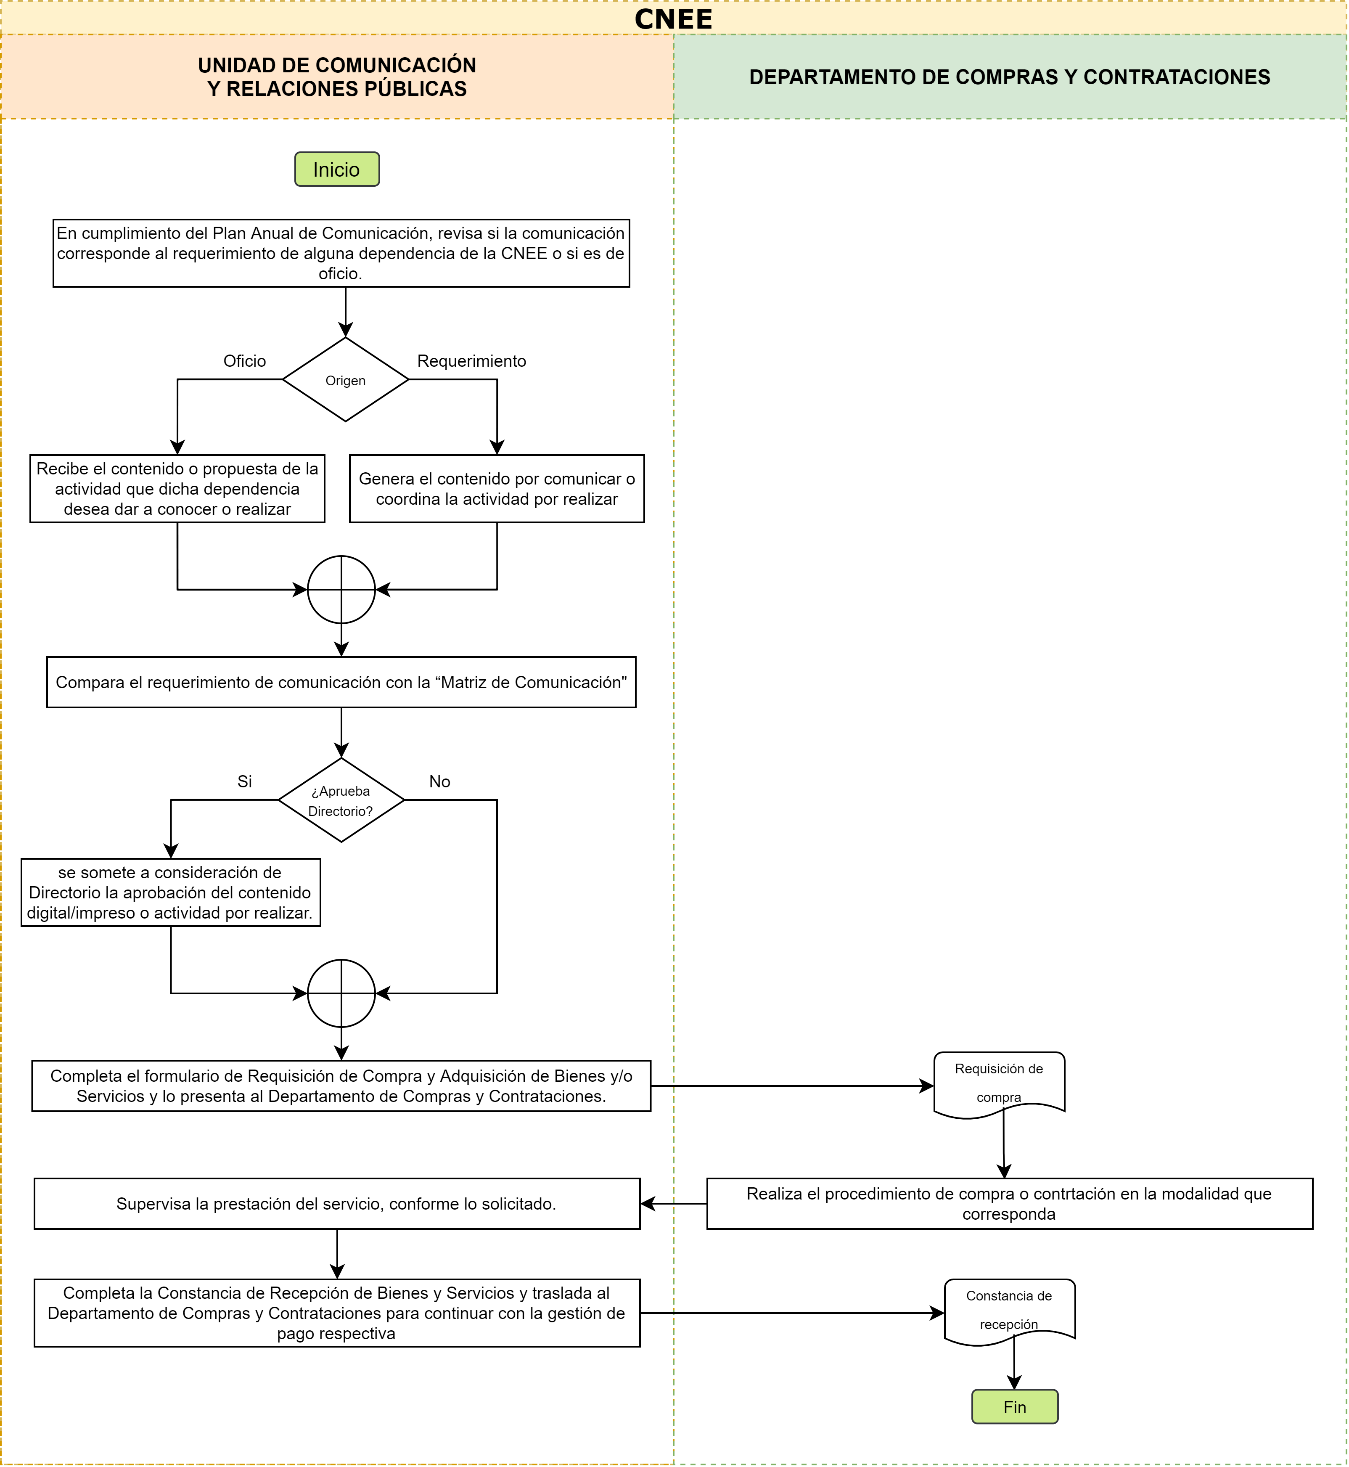 CNEE
UNIDAD DE COMUNICACIÓN
Y RELACIONES PÚBLICAS
DEPARTAMENTO DE COMPRAS Y CONTRATACIONES
Inicio
En cumplimiento del Plan Anual de Comunicación, revisa si la comunicación
corresponde al requerimiento de alguna dependencia de la CNEE o si es de
oficio.
Oficio
Requerimiento
Origen
Recibe el contenido o propuesta de la
actividad que dicha dependencia
desea dar a conocer o realizar
Genera el contenido por comunicar o
coordina la actividad por realizar
Compara el requerimiento de comunicación con la “Matriz de Comunicación"
Si
No
¿Aprueba
Directorio?
se somete a consideración de
Directorio la aprobación del contenido
digital/impreso o actividad por realizar.
Completa el formulario de Requisición de Compra y Adquisición de Bienes y/o
Servicios y lo presenta al Departamento de Compras y Contrataciones.
Requisición de
compra
Realiza el procedimiento de compra o contrtación en la modalidad que
corresponda
Supervisa la prestación del servicio, conforme lo solicitado.
Completa la Constancia de Recepción de Bienes y Servicios y traslada al
Departamento de Compras y Contrataciones para continuar con la gestión de
pago respectiva
Constancia de
recepción
Fin